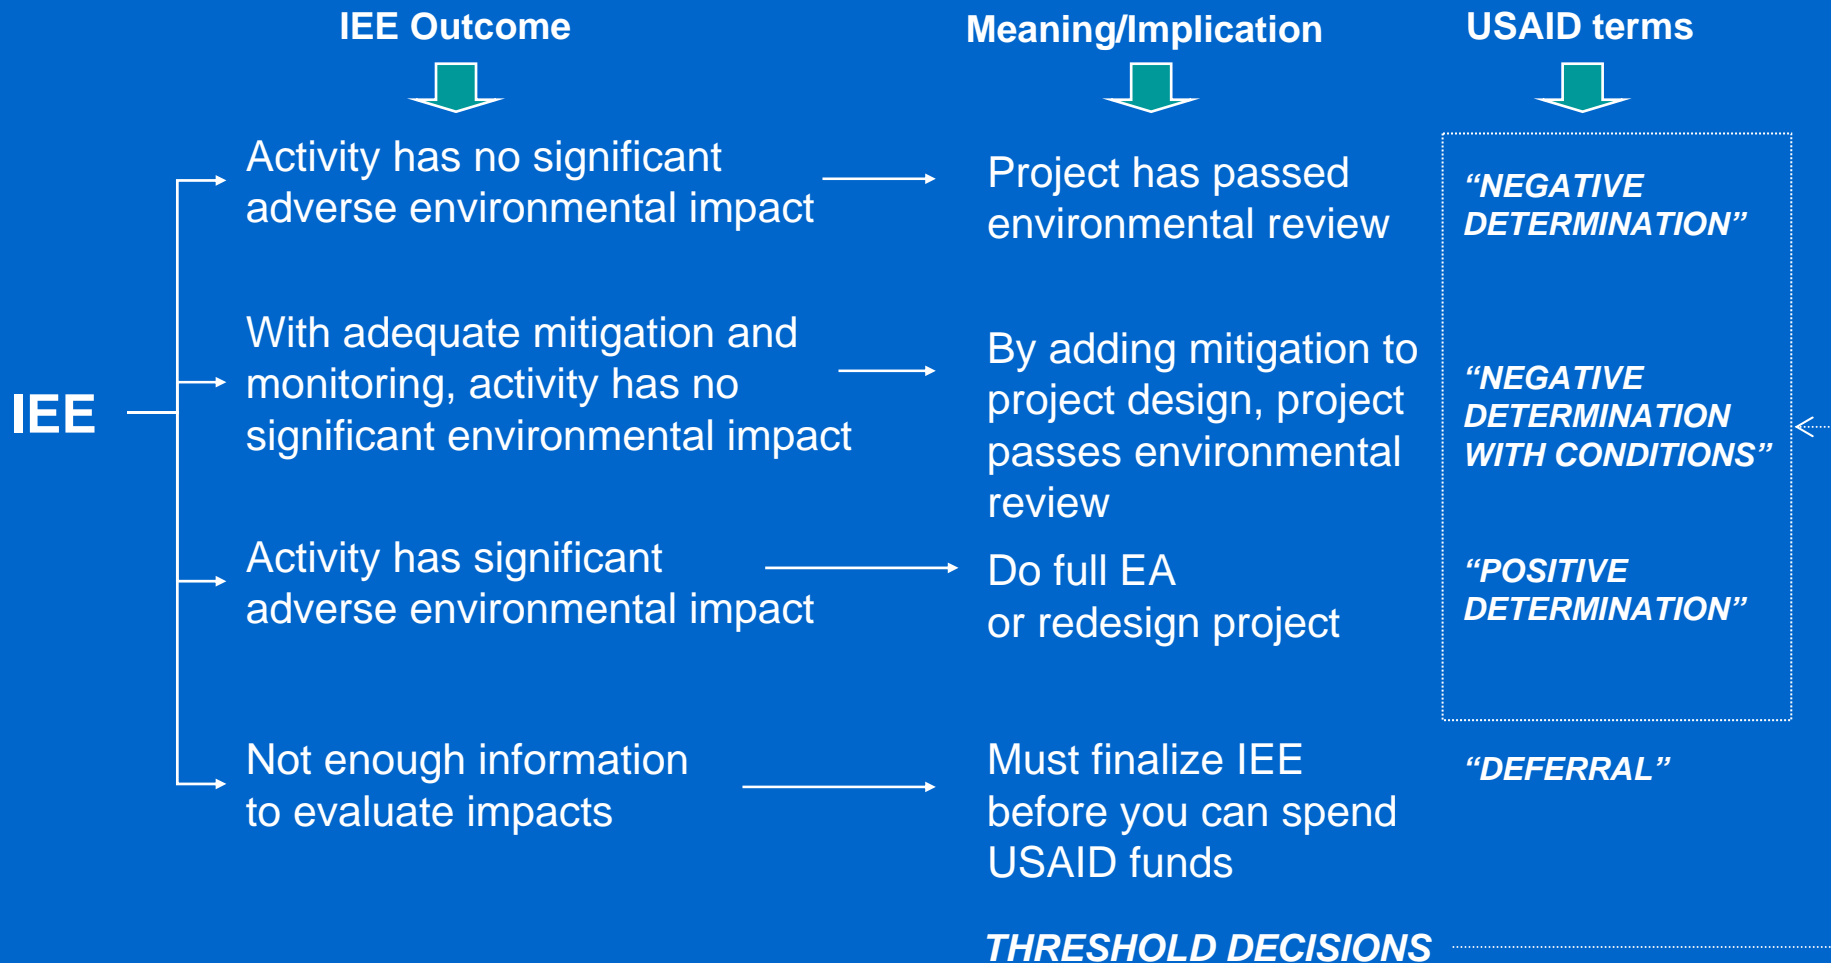 IEE Outcome
Meaning/Implication
USAID terms
IEE
Activity has no significant
adverse environmental impact
Project has passed
environmental review
“NEGATIVE
DETERMINATION”
With adequate mitigation and
monitoring, activity has no
significant environmental impact
By adding mitigation to
project design, project
passes environmental
review
“NEGATIVE
DETERMINATION
WITH CONDITIONS”
Activity has significant
adverse environmental impact
Do full EA
or redesign project
“POSITIVE
DETERMINATION”
Not enough information
to evaluate impacts
Must finalize IEE
before you can spend
USAID funds
“DEFERRAL”
THRESHOLD DECISIONS